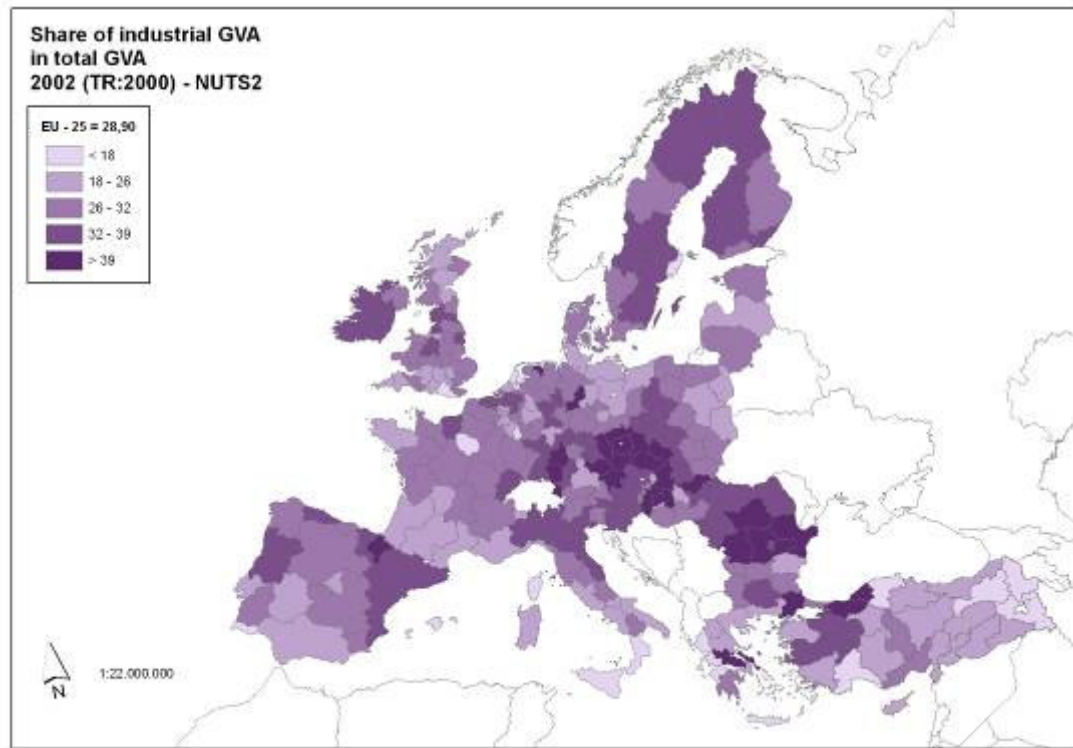 Share of industrial GVA
in total GVA
2002 (TR:2000) - NUTS2
EU - 25 = 28,90
< 18
18 - 26
26 - 32
32 - 39
> 39
N
1:22.000.000